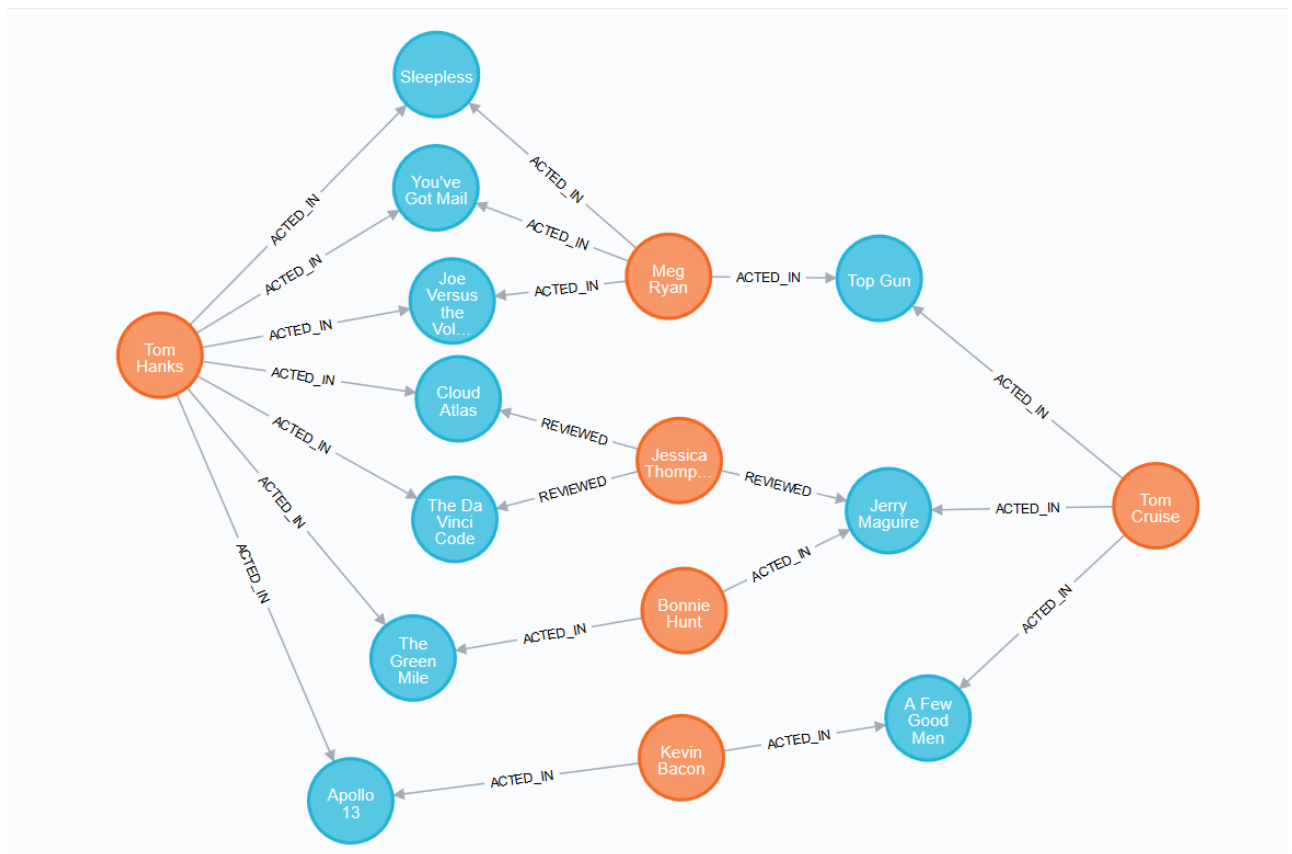 Sleepless
ACTED_IN
ACTED_IN
You've
Got Mail
ACTED_IN
ACTED_IN
Meg
Ryan
ACTED_IN
Top Gun
Joe
Versus
the
Vol...
ACTED_IN
ACTED_IN
Tom
Hanks
ACTED_IN
Cloud
Atlas
ACTED_IN
ACTED_IN
REVIEWED
Jessica
Thomp...
REVIEWED
REVIEWED
The Da
Vinci
Code
Jerry
Maguire
ACTED_IN
Tom
Cruise
ACTED_IN
ACTED_IN
ACTED_IN
Bonnie
Hunt
ACTED_IN
ACTED_IN
The
Green
Mile
A Few
Good
Men
ACTED_IN
Kevin
Bacon
ACTED_IN
Apollo
13